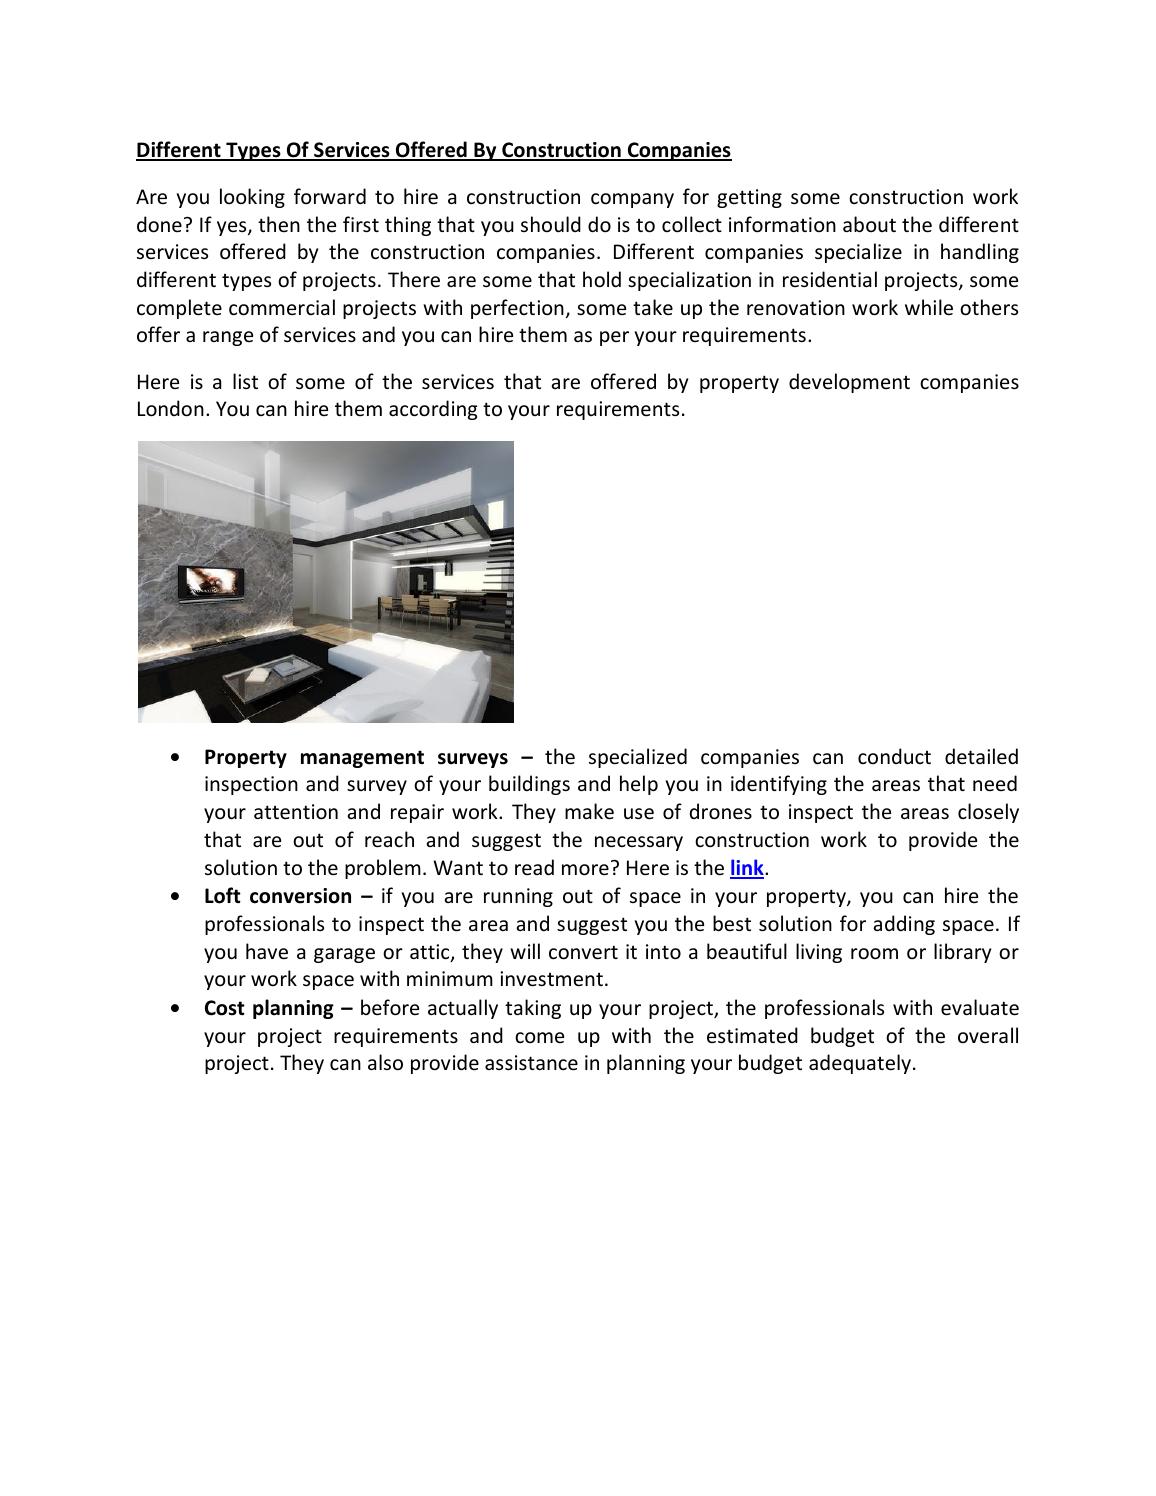 Different Types Of Services Offered By Construction Companies
Are you looking forward to hire a construction company for getting some construction work
done? If yes, then the first thing that you should do is to collect information about the different
services offered by the construction companies. Different companies specialize in handling
different types of projects. There are some that hold specialization in residential projects, some
complete commercial projects with perfection, some take up the renovation work while others
offer a range of services and you can hire them as per your requirements.
Here is a list of some of the services that are offered by property development companies
London. You can hire them according to your requirements.
• Property management surveys – the specialized companies can conduct detailed
inspection and survey of your buildings and help you in identifying the areas that need
your attention and repair work. They make use of drones to inspect the areas closely
that are out of reach and suggest the necessary construction work to provide the
solution to the problem. Want to read more? Here is the link.
• Loft conversion – if you are running out of space in your property, you can hire the
professionals to inspect the area and suggest you the best solution for adding space. If
you have a garage or attic, they will convert it into a beautiful living room or library or
your work space with minimum investment.
• Cost planning – before actually taking up your project, the professionals with evaluate
your project requirements and come up with the estimated budget of the overall
project. They can also provide assistance in planning your budget adequately.